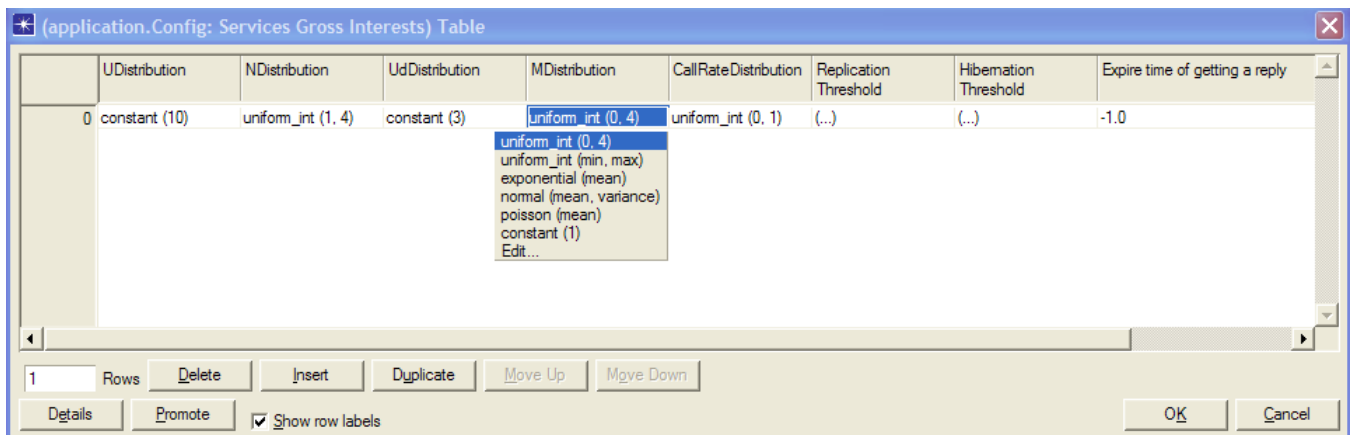 (application.Config: Services Gross Interests) Table
UDistribution NDistribution UdDistribution MDistribution CallRateDistribution Replication Threshold Hibernation Threshold Expire time of getting a reply
0 constant (10) uniform_int (1, 4) constant (3) uniform_int (0, 4) uniform_int (0, 1) (...) (...) -1.0
uniform_int (0, 4)
uniform_int (min, max)
exponential (mean)
normal (mean, variance)
poisson (mean)
constant (1)
Edit...
1 Rows Delete Insert Duplicate Move Up Move Down
Details Promote Show row labels OK Cancel